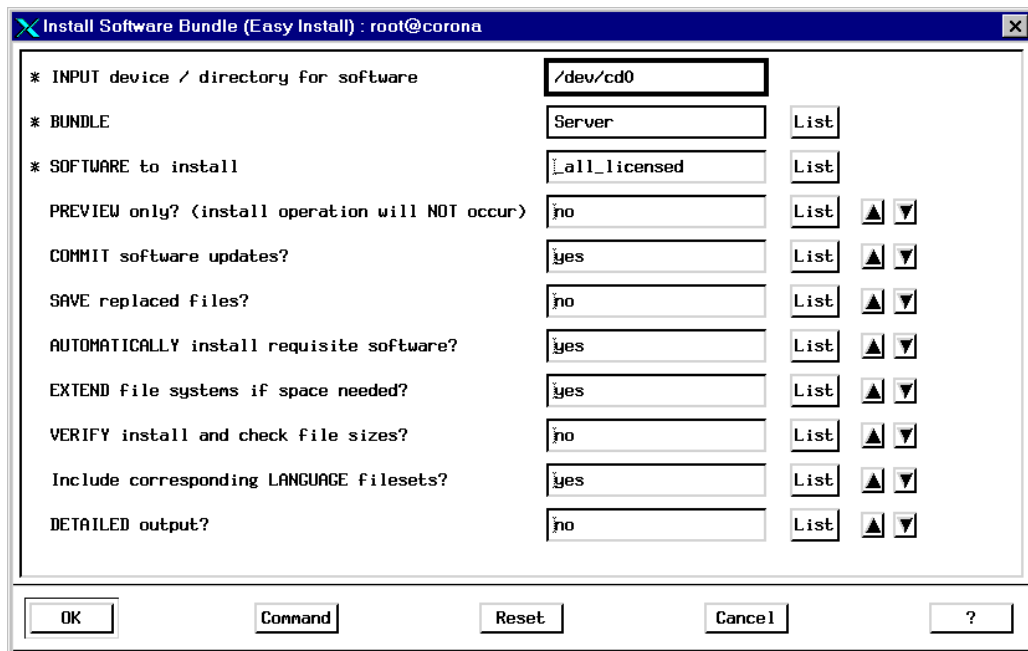 Install Software Bundle (Easy Install) : root@corona
* INPUT device / directory for software /dev/cd0
* BUNDLE Server List
* SOFTWARE to install _all_licensed List
PREVIEW only? (install operation will NOT occur) no List
COMMIT software updates? yes List
SAVE replaced files? no List
AUTOMATICALLY install requisite software? yes List
EXTEND file systems if space needed? yes List
VERIFY install and check file sizes? no List
Include corresponding LANGUAGE filesets? yes List
DETAILED output? no List
OK Command Reset Cancel ?